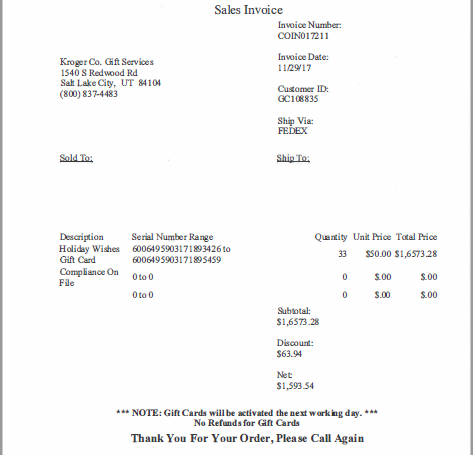 Sales Invoice
Invoice Number:
COIN017211
Kroger Co. Gift Services
1540 S Redwood Rd
Salt Lake City, UT 84104
(800) 837-4483
Invoice Date:
11/29/17
Customer ID:
GC108835
Ship Via:
FEDEX
Sold To:
Ship To:
Description Serial Number Range Quantity Unit Price Total Price
Holiday Wishes Gift Card 6006495903171893426 to 6006495903171895459 33 $50.00 $1,6573.28
Compliance On File 0 to 0 0 $.00 $.00
0 to 0 0 $.00 $.00
Subtotal:
$1,6573.28
Discount:
$63.94
Net:
$1,593.54
*** NOTE: Gift Cards will be activated the next working day. ***
No Refunds for Gift Cards
Thank You For Your Order, Please Call Again